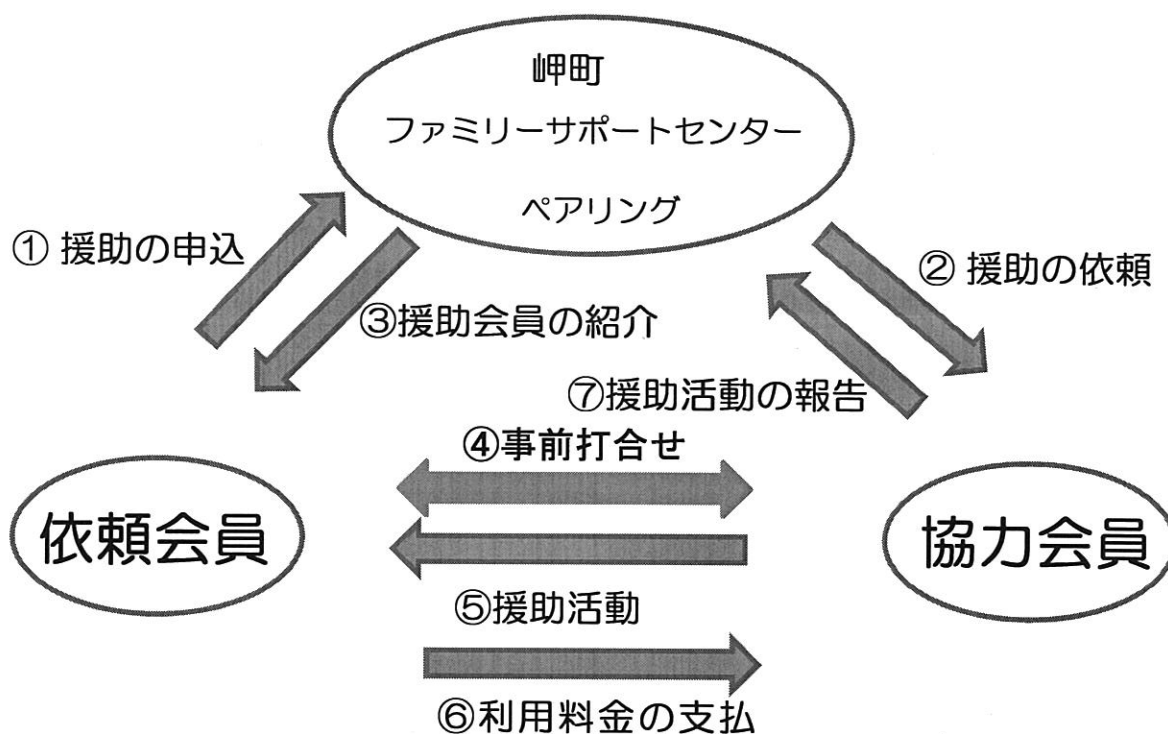 岬町
ファミリーサポートセンター
ペアリング
① 援助の申込
② 援助の依頼
③援助会員の紹介
⑦援助活動の報告
④事前打合せ
依頼会員
協力会員
⑤援助活動
⑥利用料金の支払